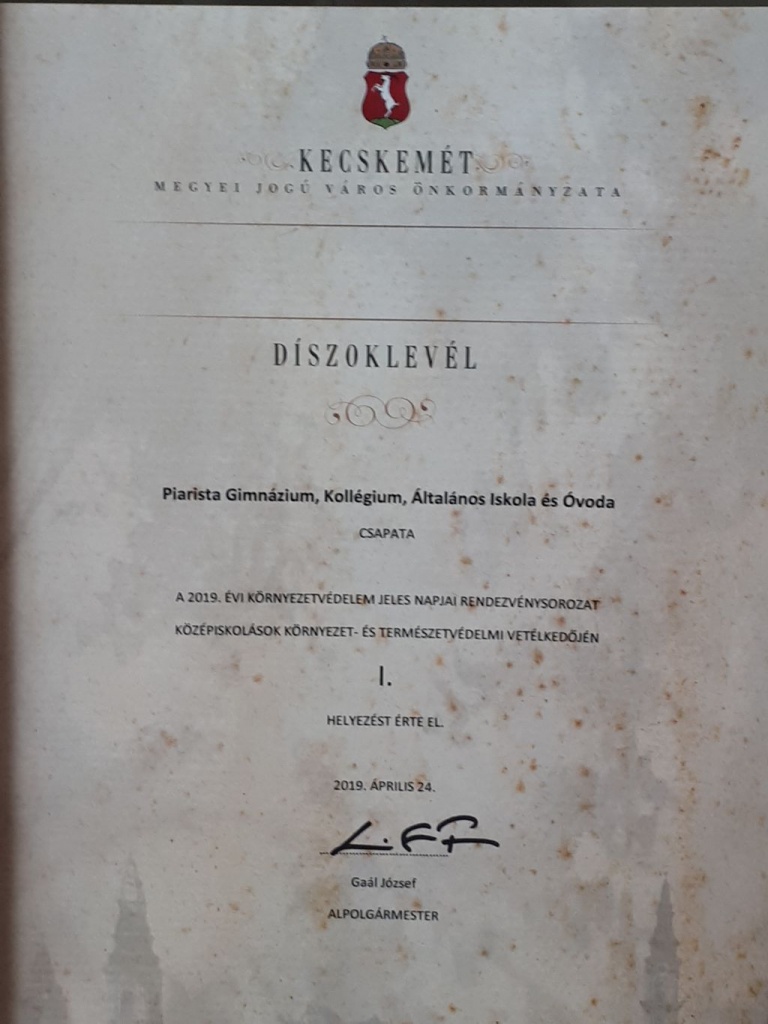 KECSKEMÉT
MEGYEI JOGÚ VÁROS ÖNKORMÁNYZATA
DÍSZOKLEVÉL
Piarista Gimnázium, Kollégium, Általános Iskola és Óvoda
CSAPATA
A 2019. ÉVI KÖRNYEZETVÉDELEM JELES NAPJAI RENDEZVÉNYSOROZAT
KÖZÉPISKOLÁSOK KÖRNYEZET- ÉS TERMÉSZETVÉDELMI VETÉLKEDŐJÉN
I.
HELYEZÉST ÉRTE EL.
2019. ÁPRILIS 24.
Gaál József
ALPOLGÁRMESTER